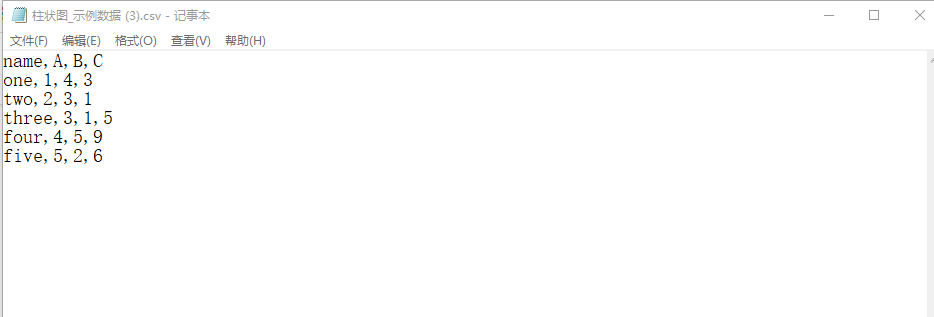 柱状图_示例数据 (3).csv - 记事本
文件(F) 编辑(E) 格式(O) 查看(V) 帮助(H)
name,A,B,C
one,1,4,3
two,2,3,1
three,3,1,5
four,4,5,9
five,5,2,6